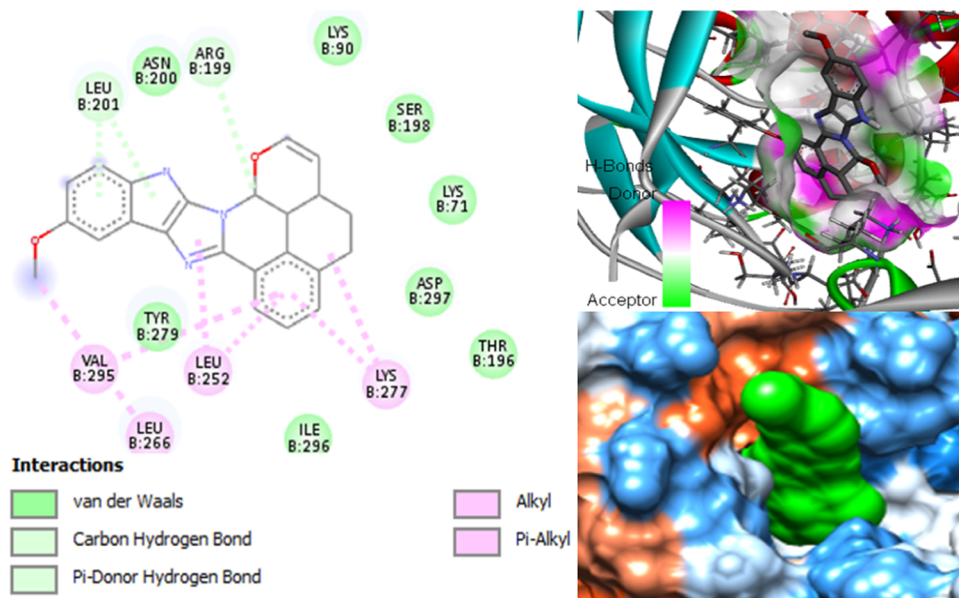 LYS
B:90
ARG
B:199
ASN
B:200
LEU
B:201
SER
B:198
LYS
B:71
ASP
B:297
THR
B:196
TYR
B:279
VAL
B:295
LEU
B:252
LYS
B:277
LEU
B:266
ILE
B:296
O
N
N
N
O
Interactions
van der Waals
Carbon Hydrogen Bond
Pi-Donor Hydrogen Bond
Alkyl
Pi-Alkyl
H-Bonds
Donor
Acceptor